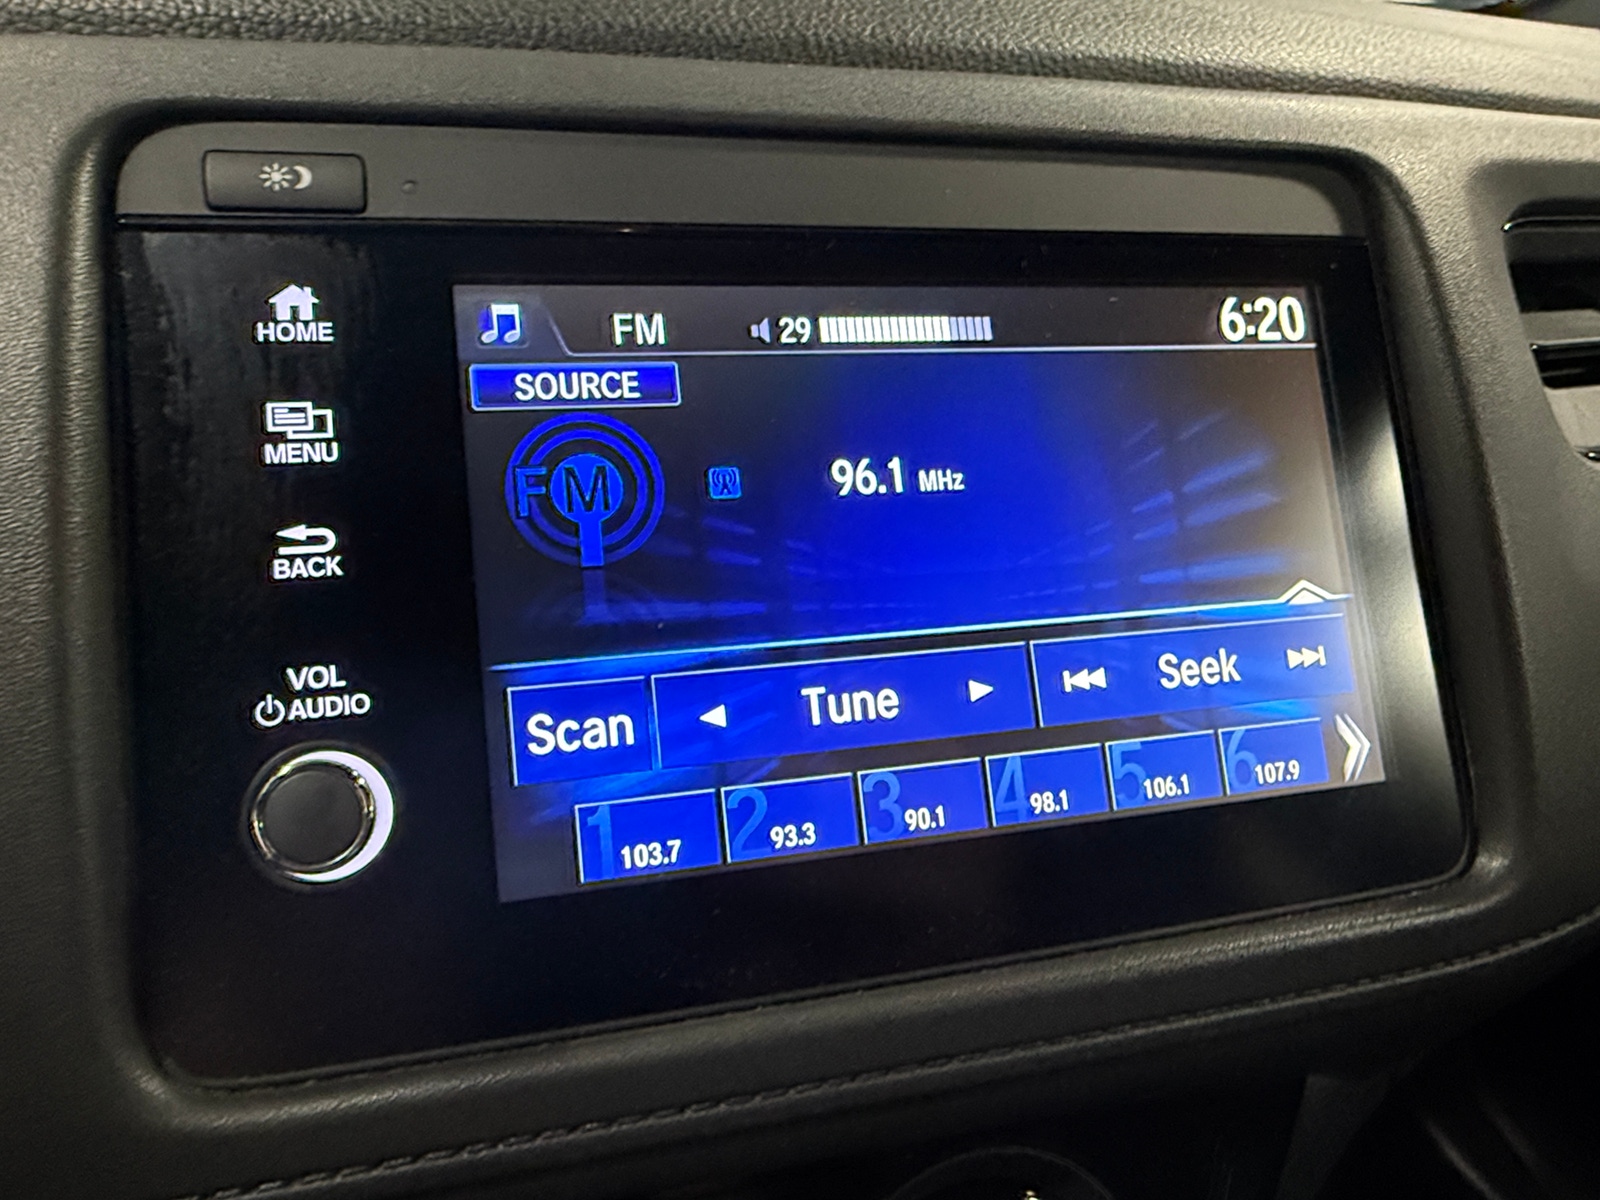 HOME
MENU
BACK
VOL
AUDIO
FM 29 6:20
SOURCE
FM
96.1 MHz
Scan Tune Seek
1 103.7
2 93.3
3 90.1
4 98.1
5 106.1
6 107.9